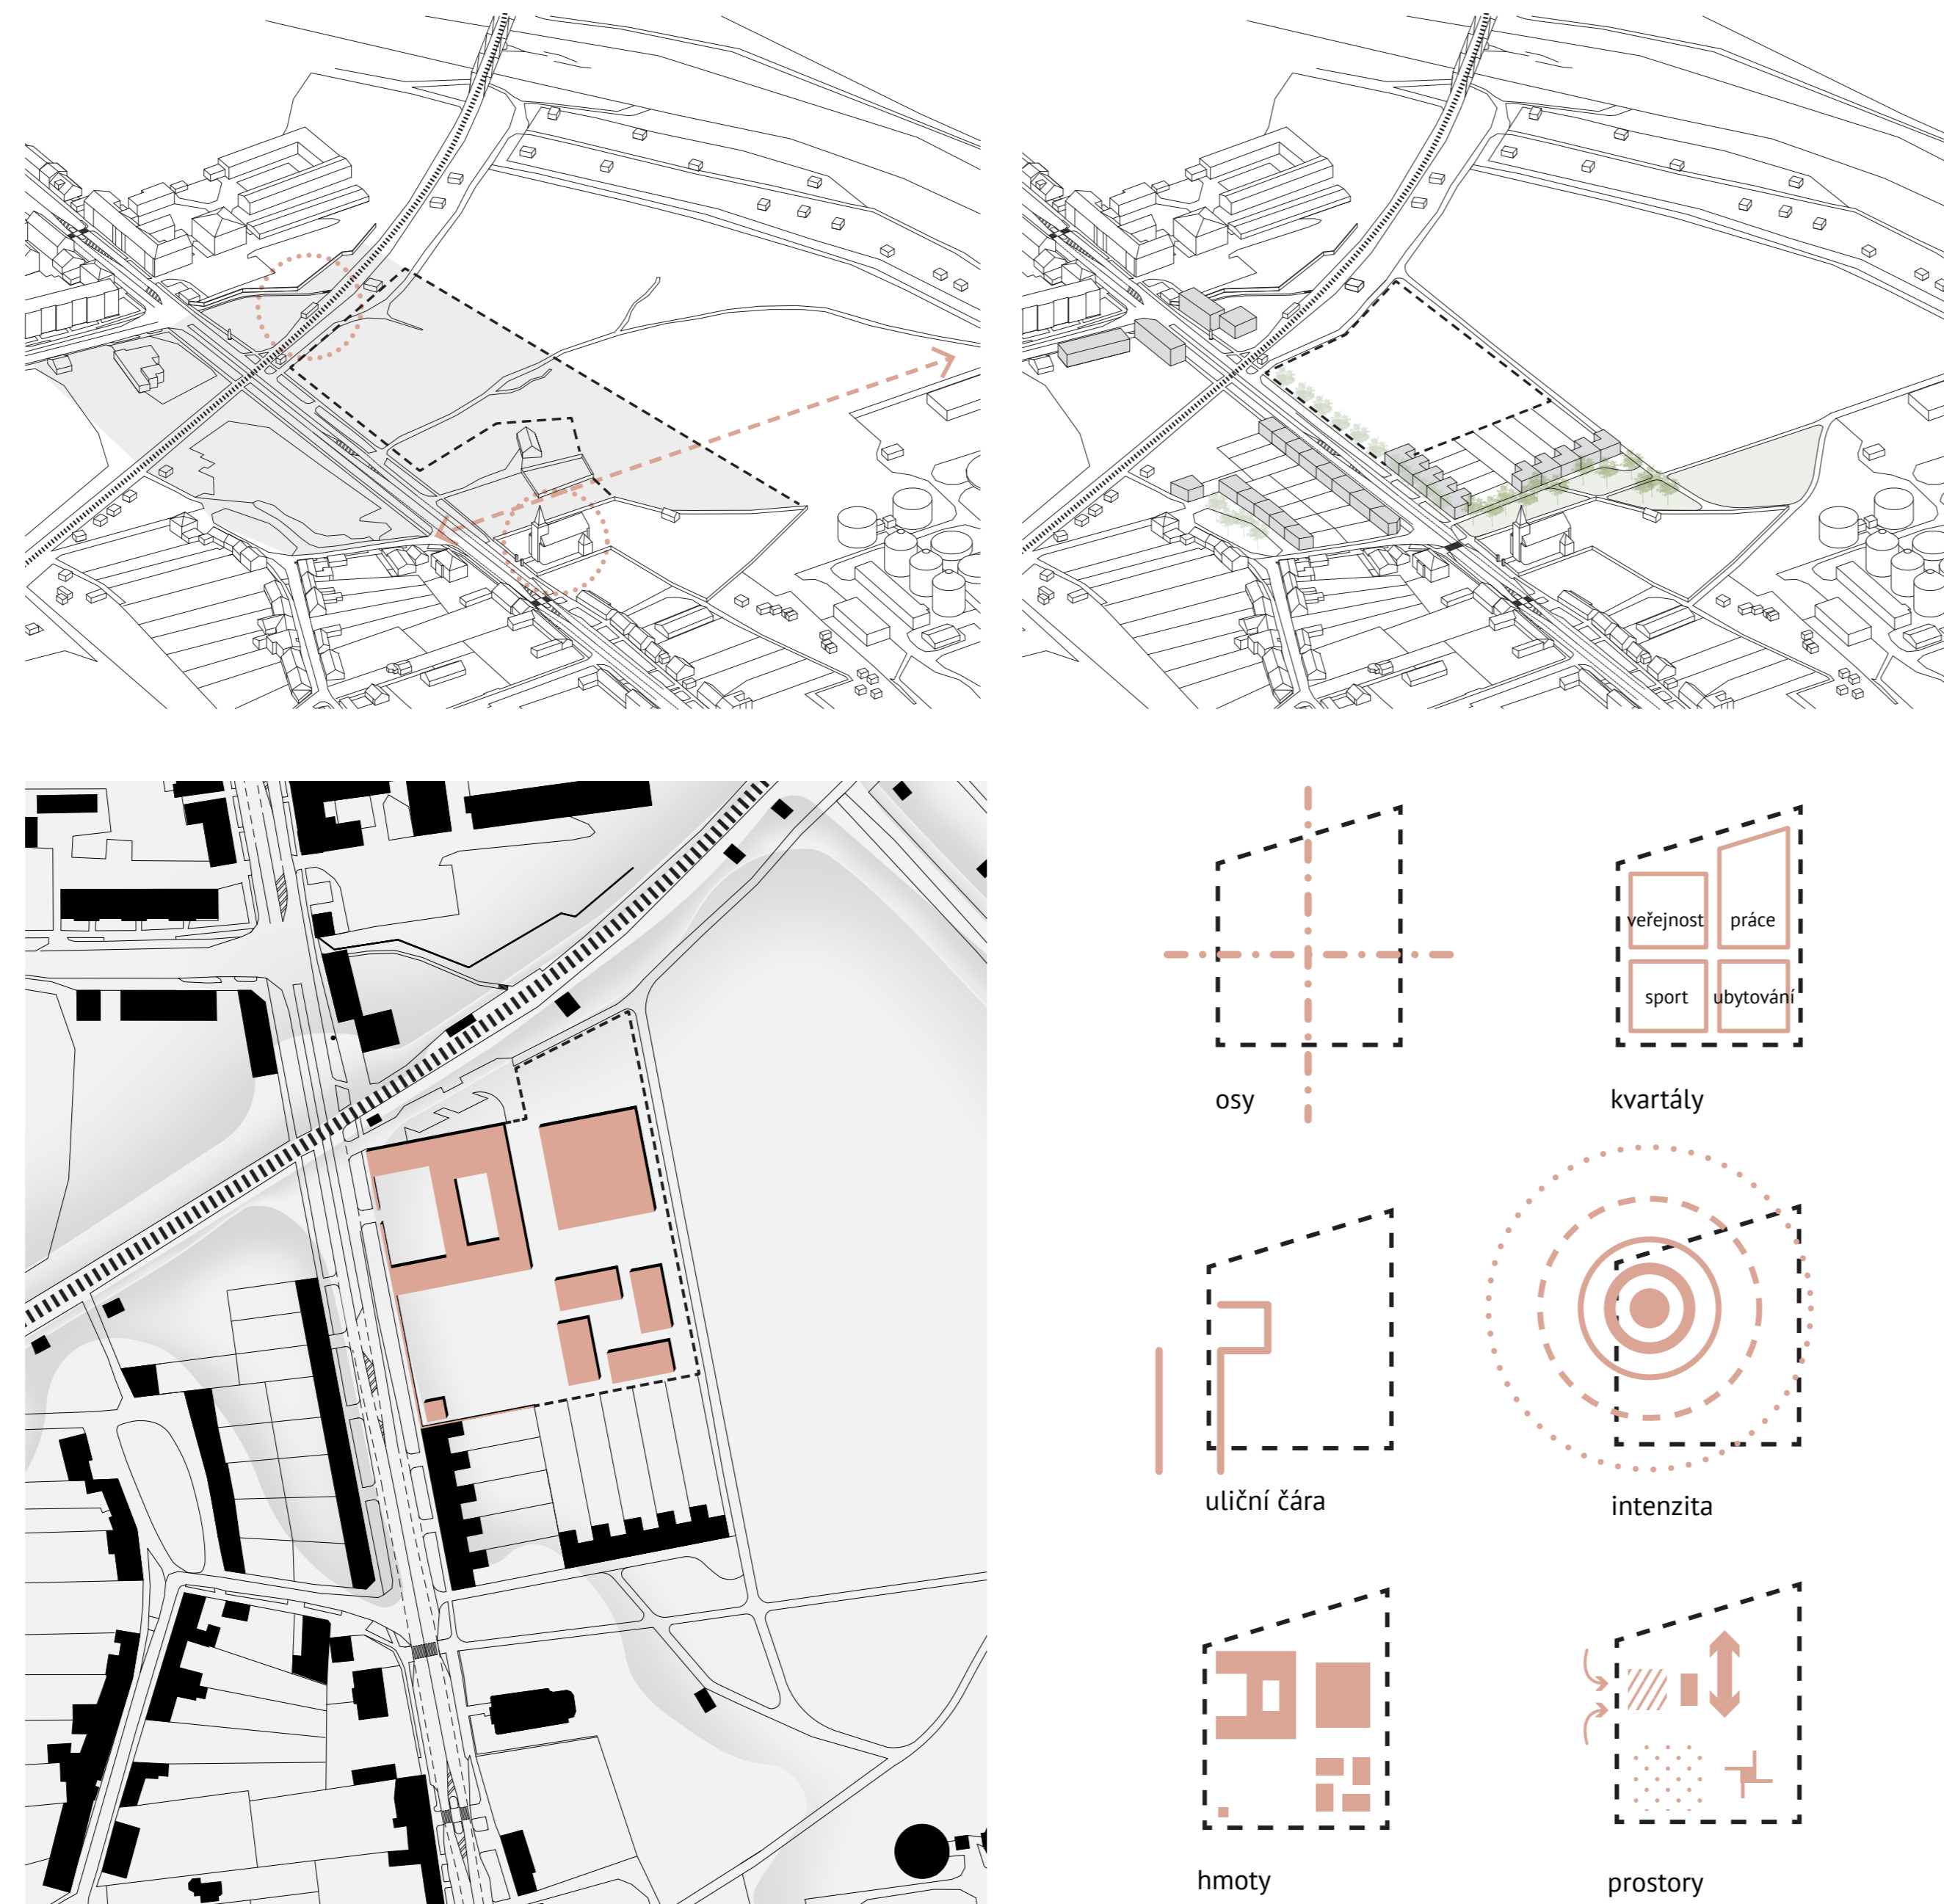 veřejnost práce
sport ubytování
osy
kvartály
uliční čára
intenzita
hmoty
prostory